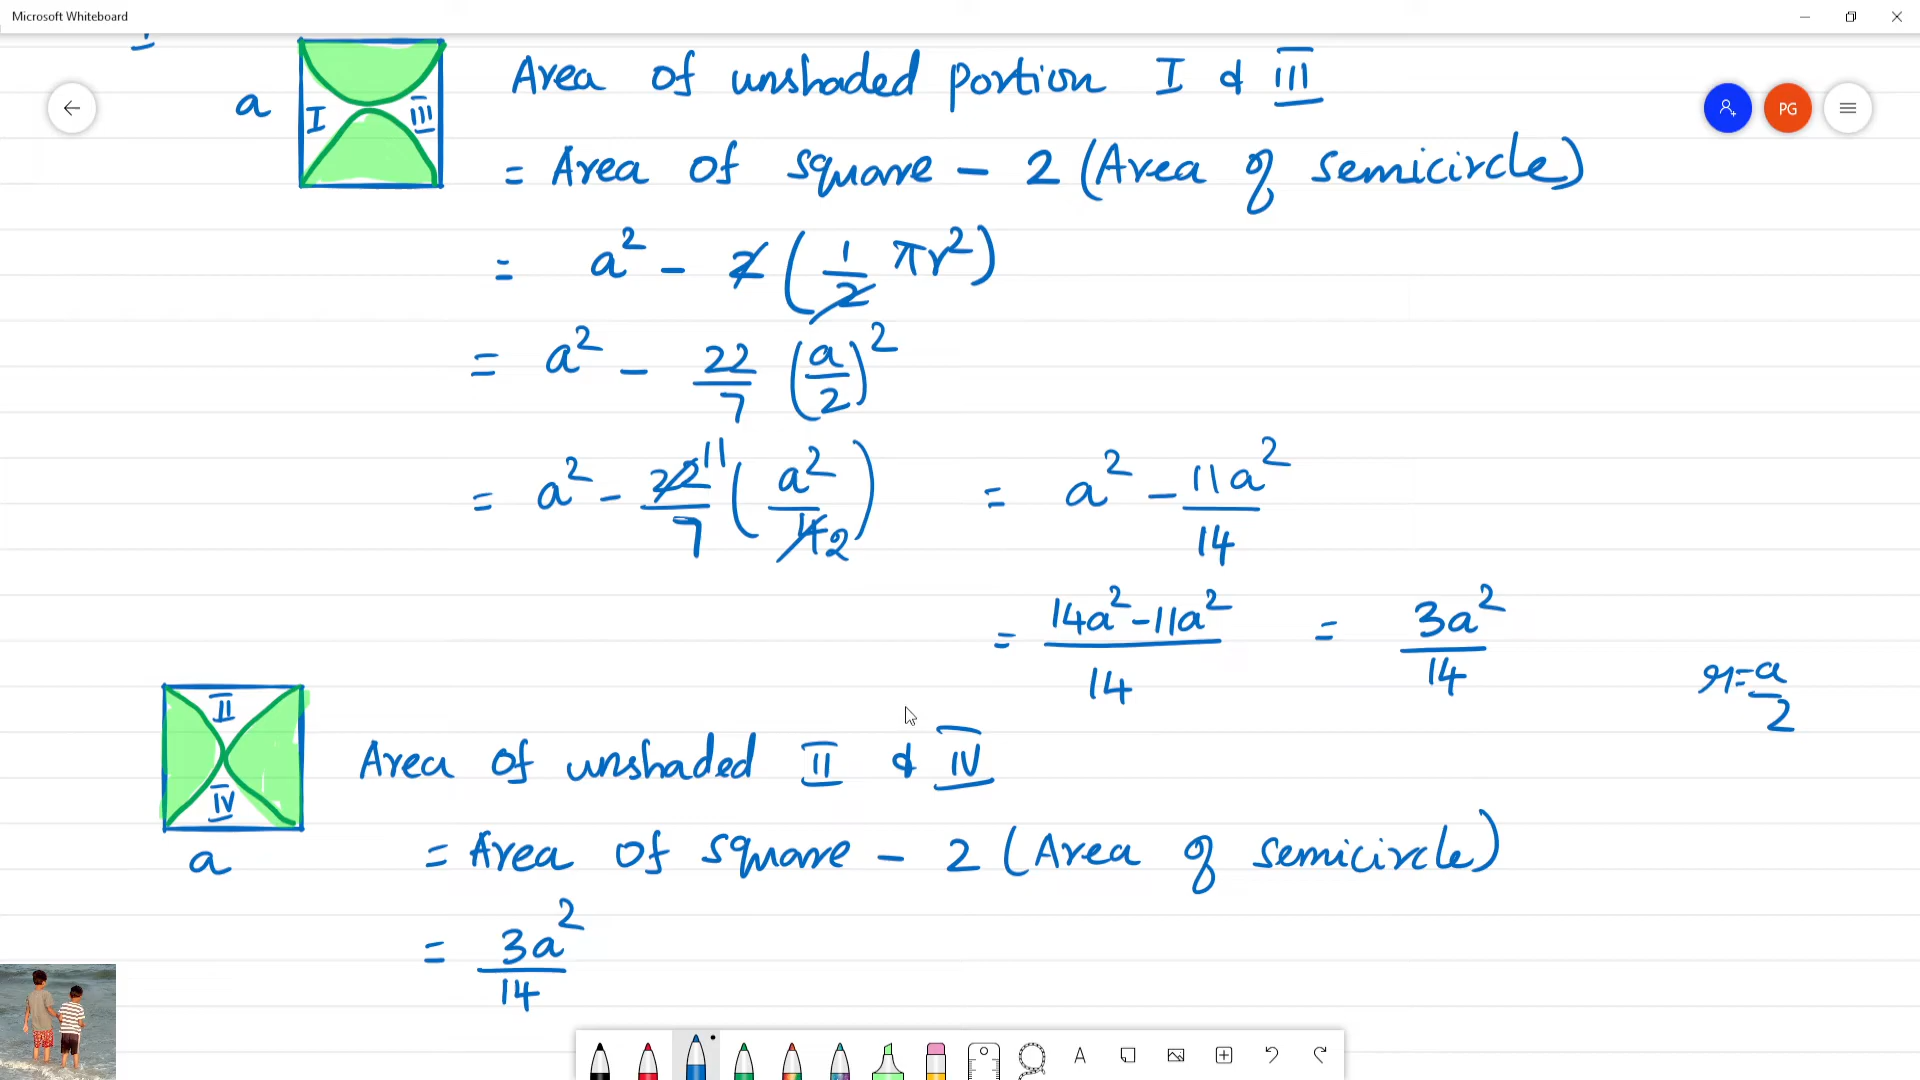 Microsoft Whiteboard
I
a
I
III
Area of unshaded portion I & III
PG
= Area of square - 2 (Area of semicircle)
= a² - 2 (1/2 πr²)
= a² - 22/7 (a/2)²
= a² - 22 11/7 (a²/4 2) = a² - 11a²/14
= 14a² - 11a²/14 = 3a²/14
r = a/2
II
IV
a
Area of unshaded II & IV
= Area of square - 2 (Area of semicircle)
= 3a²/14
A